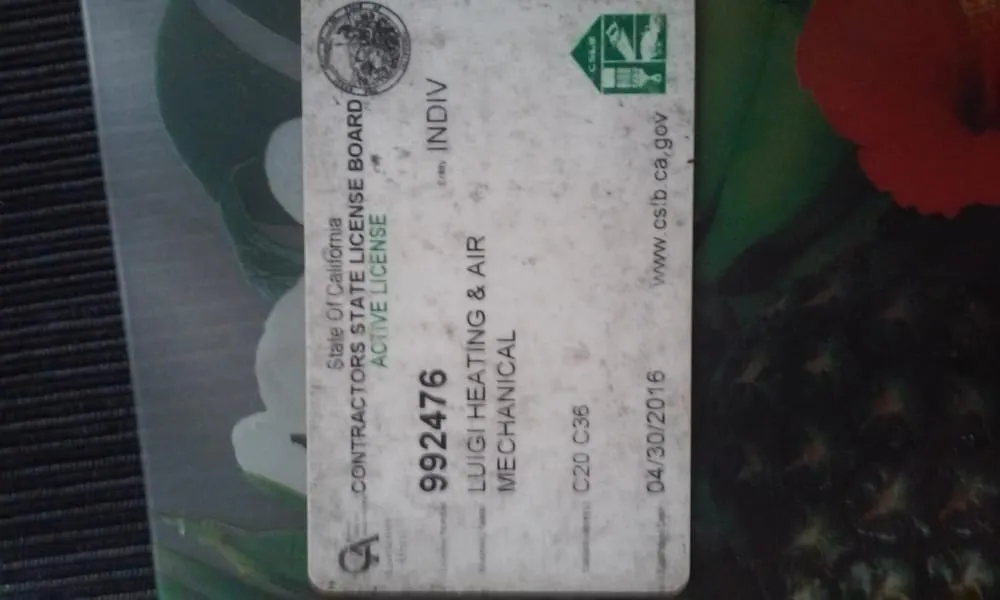 State Of California
CONTRACTORS STATE LICENSE BOARD
ACTIVE LICENSE
992476
INDIV
LUIGI HEATING & AIR
MECHANICAL
C20 C36
04/30/2016
www.cslb.ca.gov
CSLB